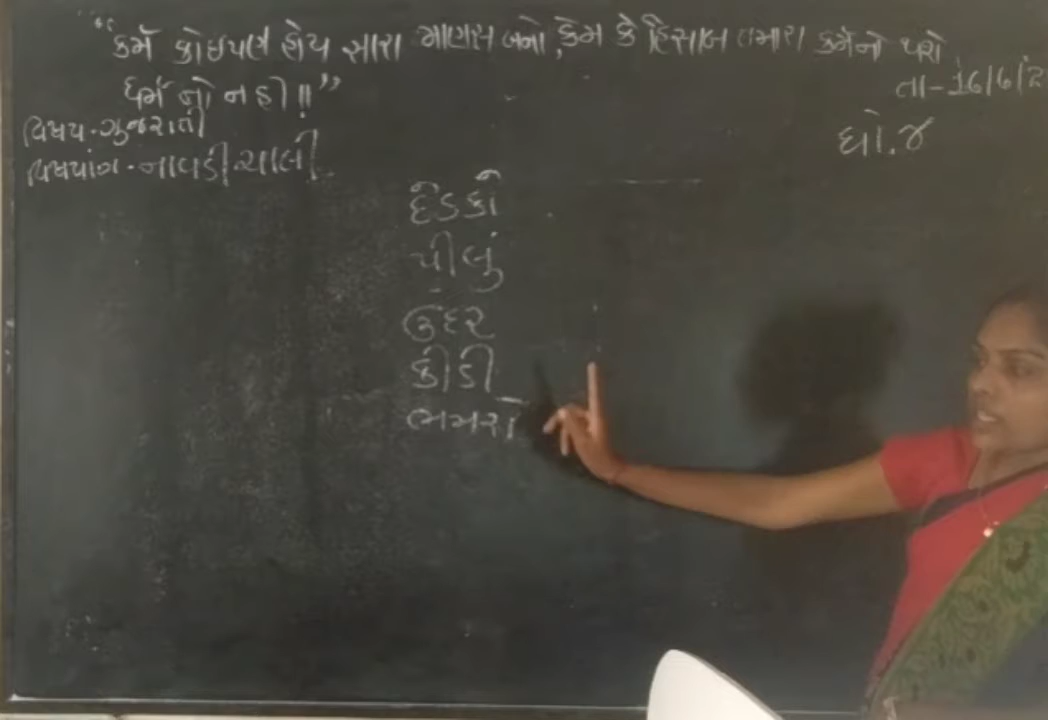 "કર્મ કોઇપણ હોય સારા માણસ બનો, કેમ કે હિસાબ તમારા કર્મનો થશે
ધર્મ નો નહી !!"
તા-16/6/2
વિષય-ગુજરાતી
ધો.૪
વિષયાંગ-નાવડી ચાલી
દેડકો
પીલું
ઉંદર
કીડી
ભમરો